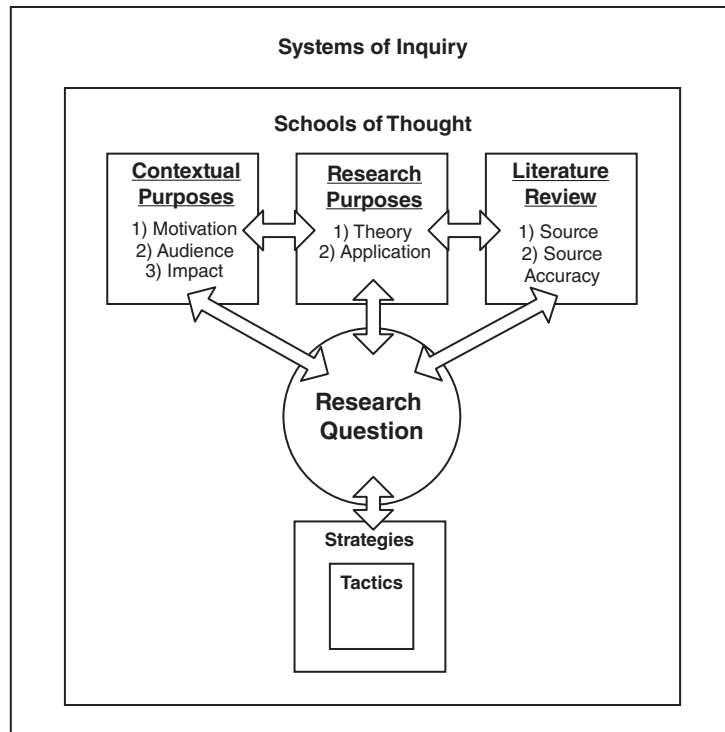 Systems of Inquiry
Schools of Thought
Contextual
Purposes
1) Motivation
2) Audience
3) Impact
Research
Purposes
1) Theory
2) Application
Literature
Review
1) Source
2) Source
Accuracy
Research
Question
Strategies
Tactics